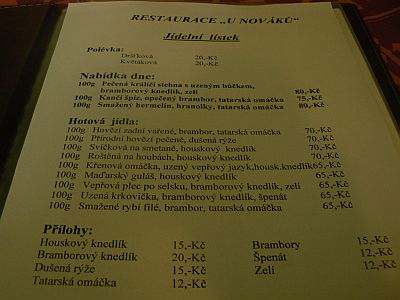 RESTAURACE „U NOVÁKŮ"
Jídelní lístek
Polévka:
Dršťková 20,-Kč
Květáková 20,-Kč
Nabídka dne:
100g Pečená králičí stehna s uzeným bůčkem,
bramborový knedlík, zelí 80,-Kč
100g Kančí špíz, opečený brambor, tatarská omáčka 75,-Kč
100g Smažený hermelín, hranolky, tatarská omáčka 80,-Kč
Hotová jídla:
100g Hovězí zadní vařené, brambor, tatarská omáčka 70,-Kč
100g Přírodní hovězí pečeně, dušená rýže 70,-Kč
100g Svíčková na smetaně, houskový knedlík 70,-Kč
100g Roštěná na houbách, houskový knedlík 70,-Kč
100g Křenová omáčka, uzený vepřový jazyk,housk.knedlík 65,-Kč
100g Maďarský guláš, houskový knedlík 65,-Kč
100g Vepřová plec po selsku, bramborový knedlík, zelí 65,-Kč
100g Uzená krkovička, bramborový knedlík, špenát 65,-Kč
100g Smažené rybí filé, brambor, tatarská omáčka 65,-Kč
Přílohy:
Houskový knedlík 15,-Kč Brambory 15,-Kč
Bramborový knedlík 20,-Kč Špenát 12,-Kč
Dušená rýže 15,-Kč Zelí 12,-Kč
Tatarská omáčka 12,-Kč